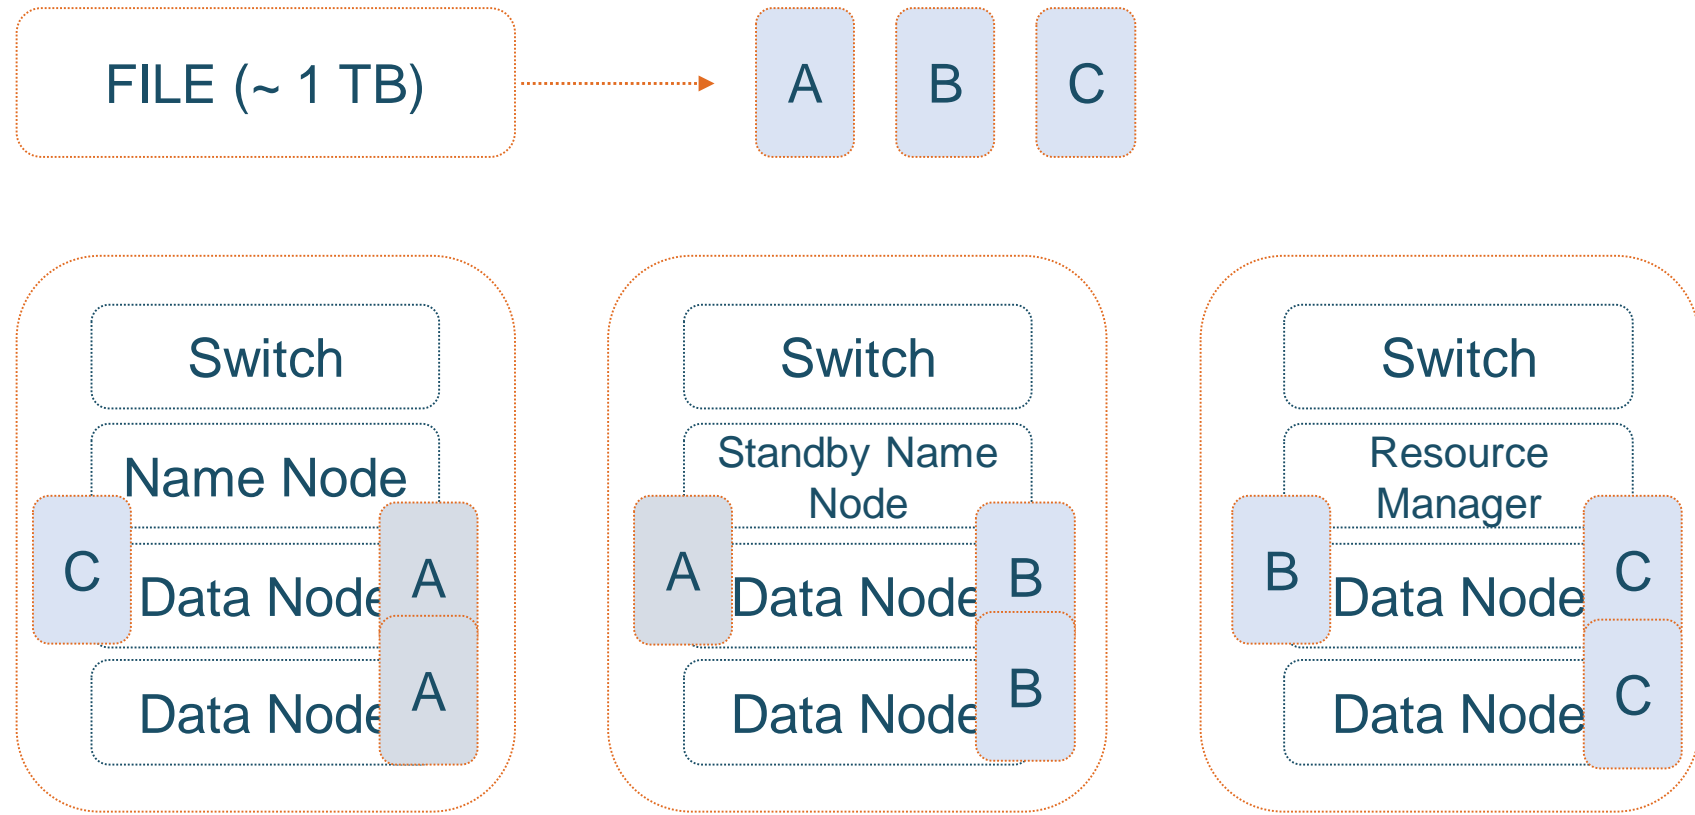 FILE (~ 1 TB)
A
B
C
Switch
Name Node
C
Data Node
A
Data Node
A
Switch
Standby Name
Node
A
Data Node
B
Data Node
B
Switch
Resource
Manager
B
Data Node
C
Data Node
C